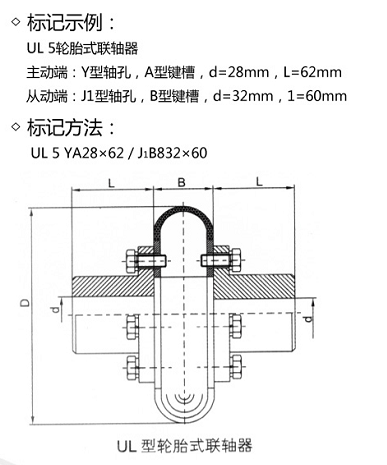 ◇ 标记示例：
UL 5轮胎式联轴器
主动端：Y型轴孔，A型键槽，d=28mm，L=62mm
从动端：J1型轴孔，B型键槽，d=32mm，1=60mm
◇ 标记方法：
UL 5 YA28×62 / J₁B832×60
L B L
D d d
UL 型轮胎式联轴器